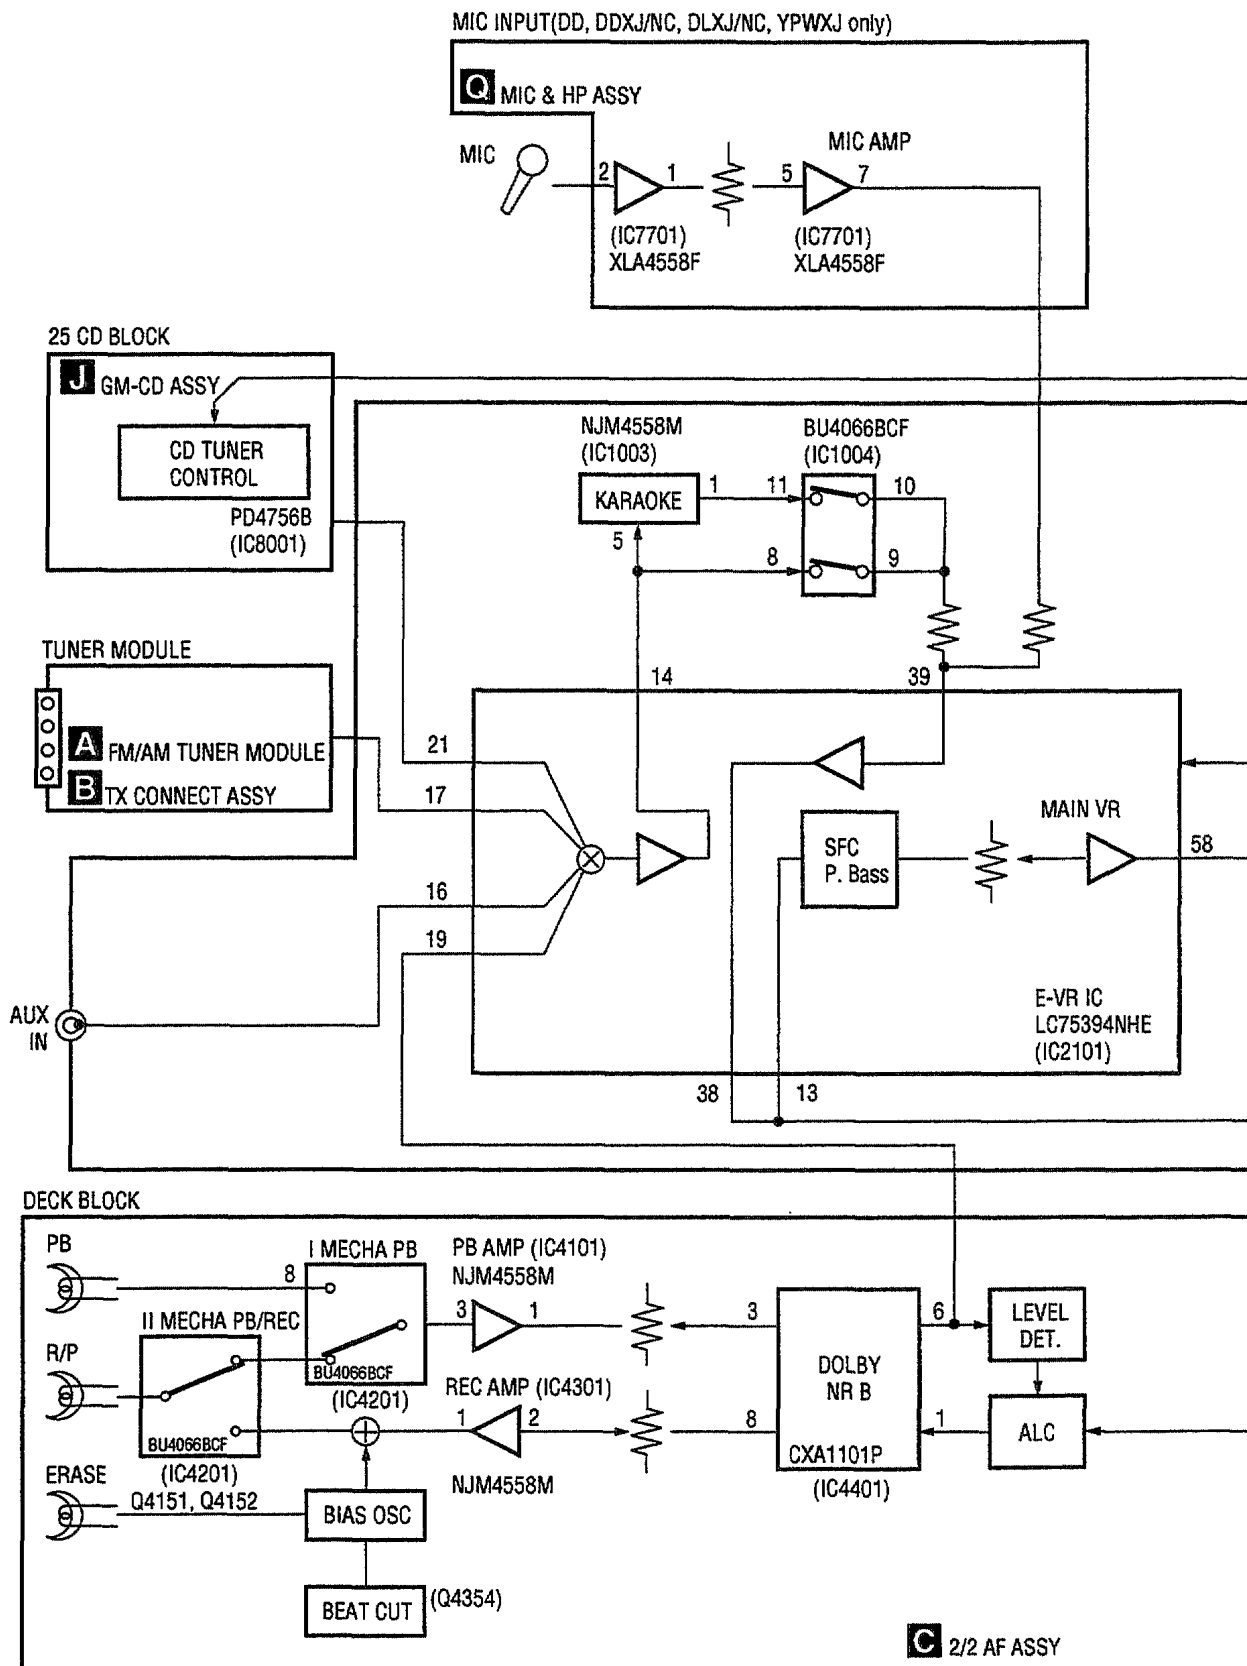 MIC INPUT(DD, DDXJ/NC, DLXJ/NC, YPWXJ only)
Q MIC & HP ASSY
MIC
2
1
5
MIC AMP
7
(IC7701)
XLA4558F
(IC7701)
XLA4558F
25 CD BLOCK
J GM-CD ASSY
CD TUNER
CONTROL
PD4756B
(IC8001)
NJM4558M
(IC1003)
KARAOKE
1
5
BU4066BCF
(IC1004)
11
10
8
9
TUNER MODULE
A FM/AM TUNER MODULE
B TX CONNECT ASSY
14
39
21
17
16
19
SFC
P. Bass
MAIN VR
58
E-VR IC
LC75394NHE
(IC2101)
AUX
IN
38
13
DECK BLOCK
PB
8
I MECHA PB
BU4066BCF
(IC4201)
II MECHA PB/REC
R/P
BU4066BCF
(IC4201)
PB AMP (IC4101)
NJM4558M
3
1
REC AMP (IC4301)
1
2
NJM4558M
3
6
8
1
DOLBY
NR B
CXA1101P
(IC4401)
LEVEL
DET.
ALC
ERASE
Q4151, Q4152
BIAS OSC
BEAT CUT
(Q4354)
C 2/2 AF ASSY